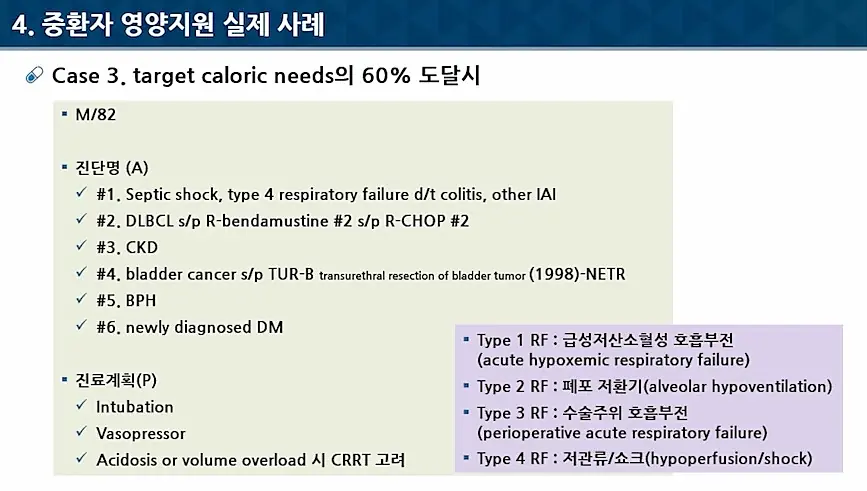 4. 중환자 영양지원 실제 사례
Case 3. target caloric needs의 60% 도달시
▪ M/82
▪ 진단명 (A)
✓ #1. Septic shock, type 4 respiratory failure d/t colitis, other IAI
✓ #2. DLBCL s/p R-bendamustine #2 s/p R-CHOP #2
✓ #3. CKD
✓ #4. bladder cancer s/p TUR-B transurethral resection of bladder tumor (1998)-NETR
✓ #5. BPH
✓ #6. newly diagnosed DM
▪ 진료계획(P)
✓ Intubation
✓ Vasopressor
✓ Acidosis or volume overload 시 CRRT 고려
▪ Type 1 RF : 급성저산소혈성 호흡부전
(acute hypoxemic respiratory failure)
▪ Type 2 RF : 폐포 저환기(alveolar hypoventilation)
▪ Type 3 RF : 수술주위 호흡부전
(perioperative acute respiratory failure)
▪ Type 4 RF : 저관류/쇼크(hypoperfusion/shock)